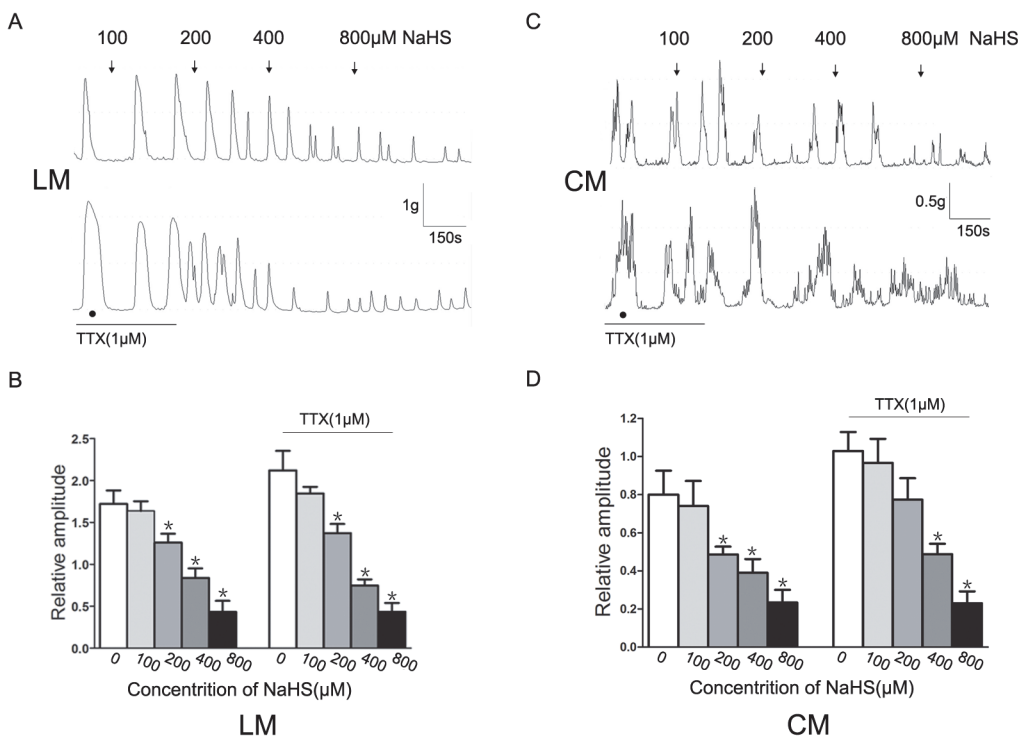 A
100 200 400 800μM NaHS
LM
1g
150s
TTX(1μM)
B
TTX(1μM)
Relative amplitude
2.5
2.0
1.5
1.0
0.5
0.0
* * * * * *
0 100 200 400 800 0 100 200 400 800
Concentrition of NaHS(μM)
LM
C
100 200 400 800μM NaHS
CM
0.5g
150s
TTX(1μM)
D
TTX(1μM)
Relative amplitude
1.2
1.0
0.8
0.6
0.4
0.2
0.0
* * * * *
0 100 200 400 800 0 100 200 400 800
Concentrition of NaHS(μM)
CM